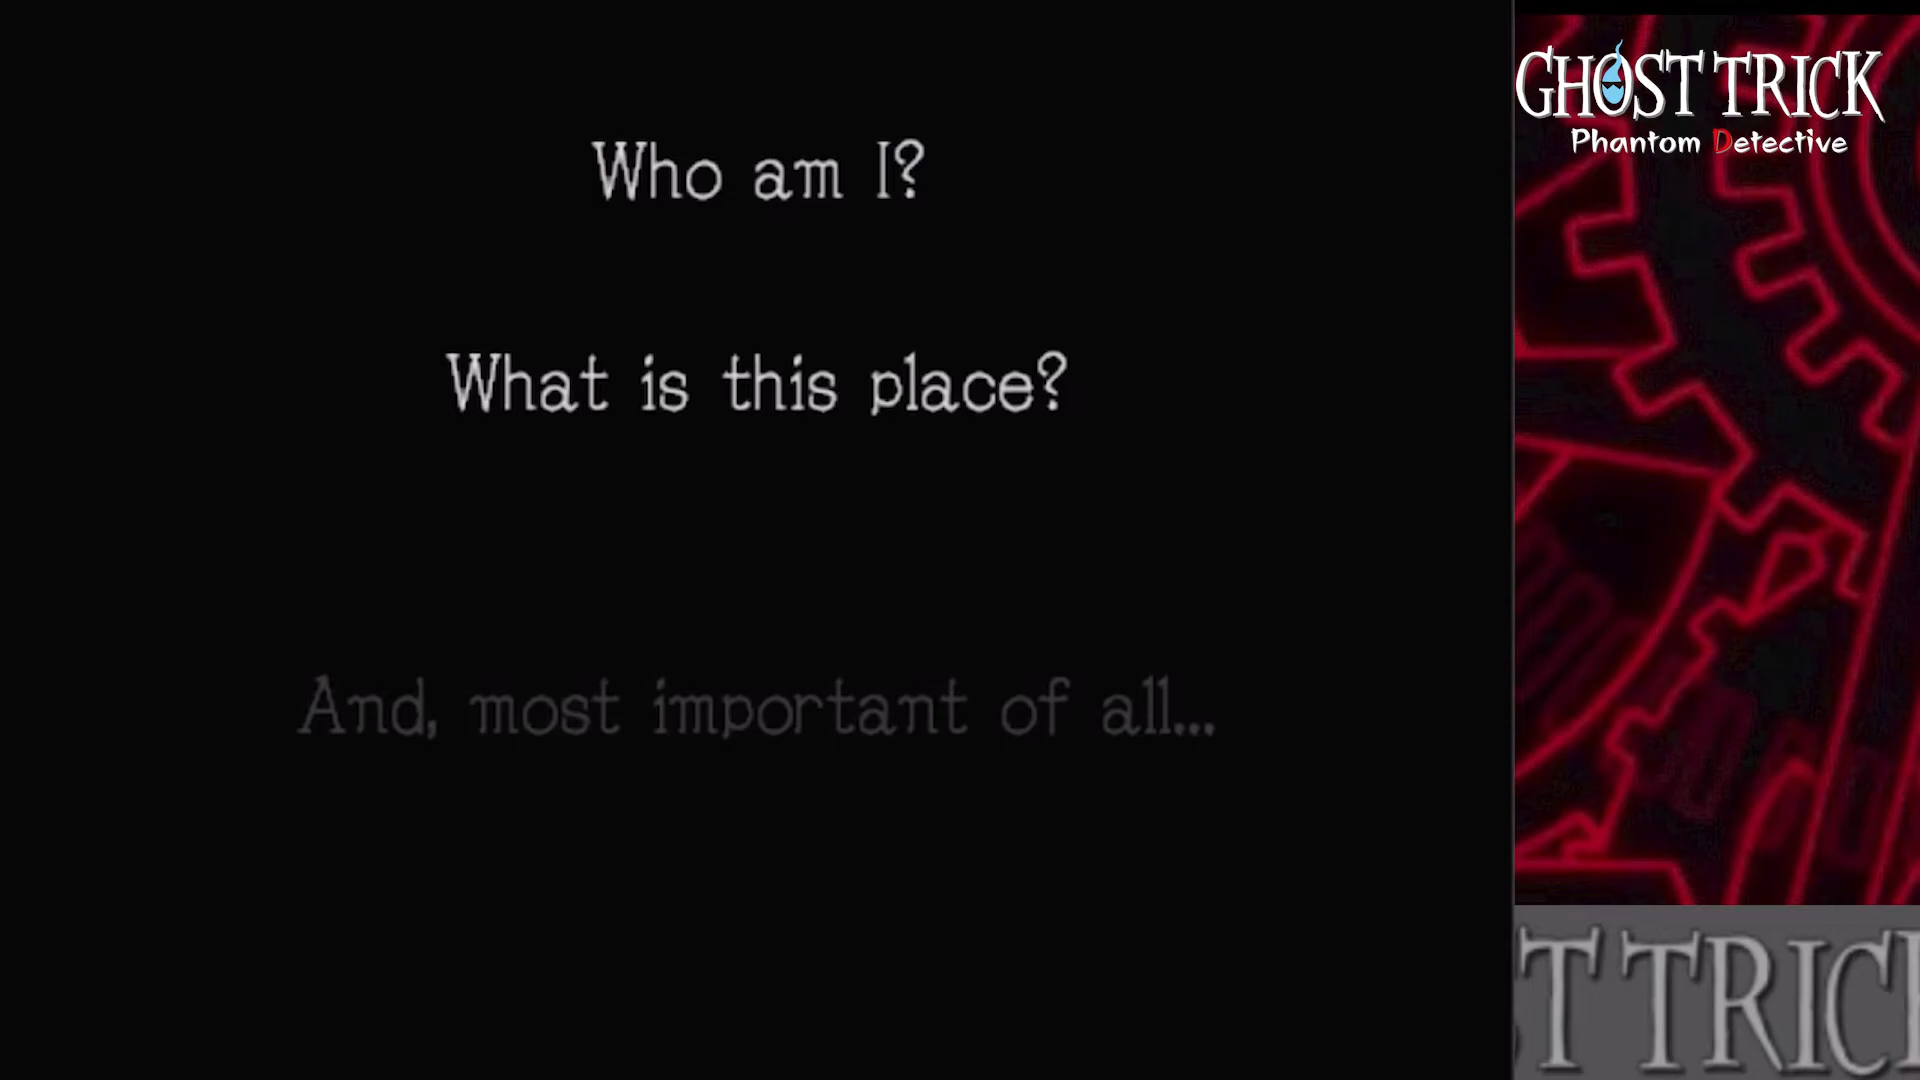 Who am I?
What is this place?
And, most important of all...
GHOST TRICK
Phantom Detective
T TRICK